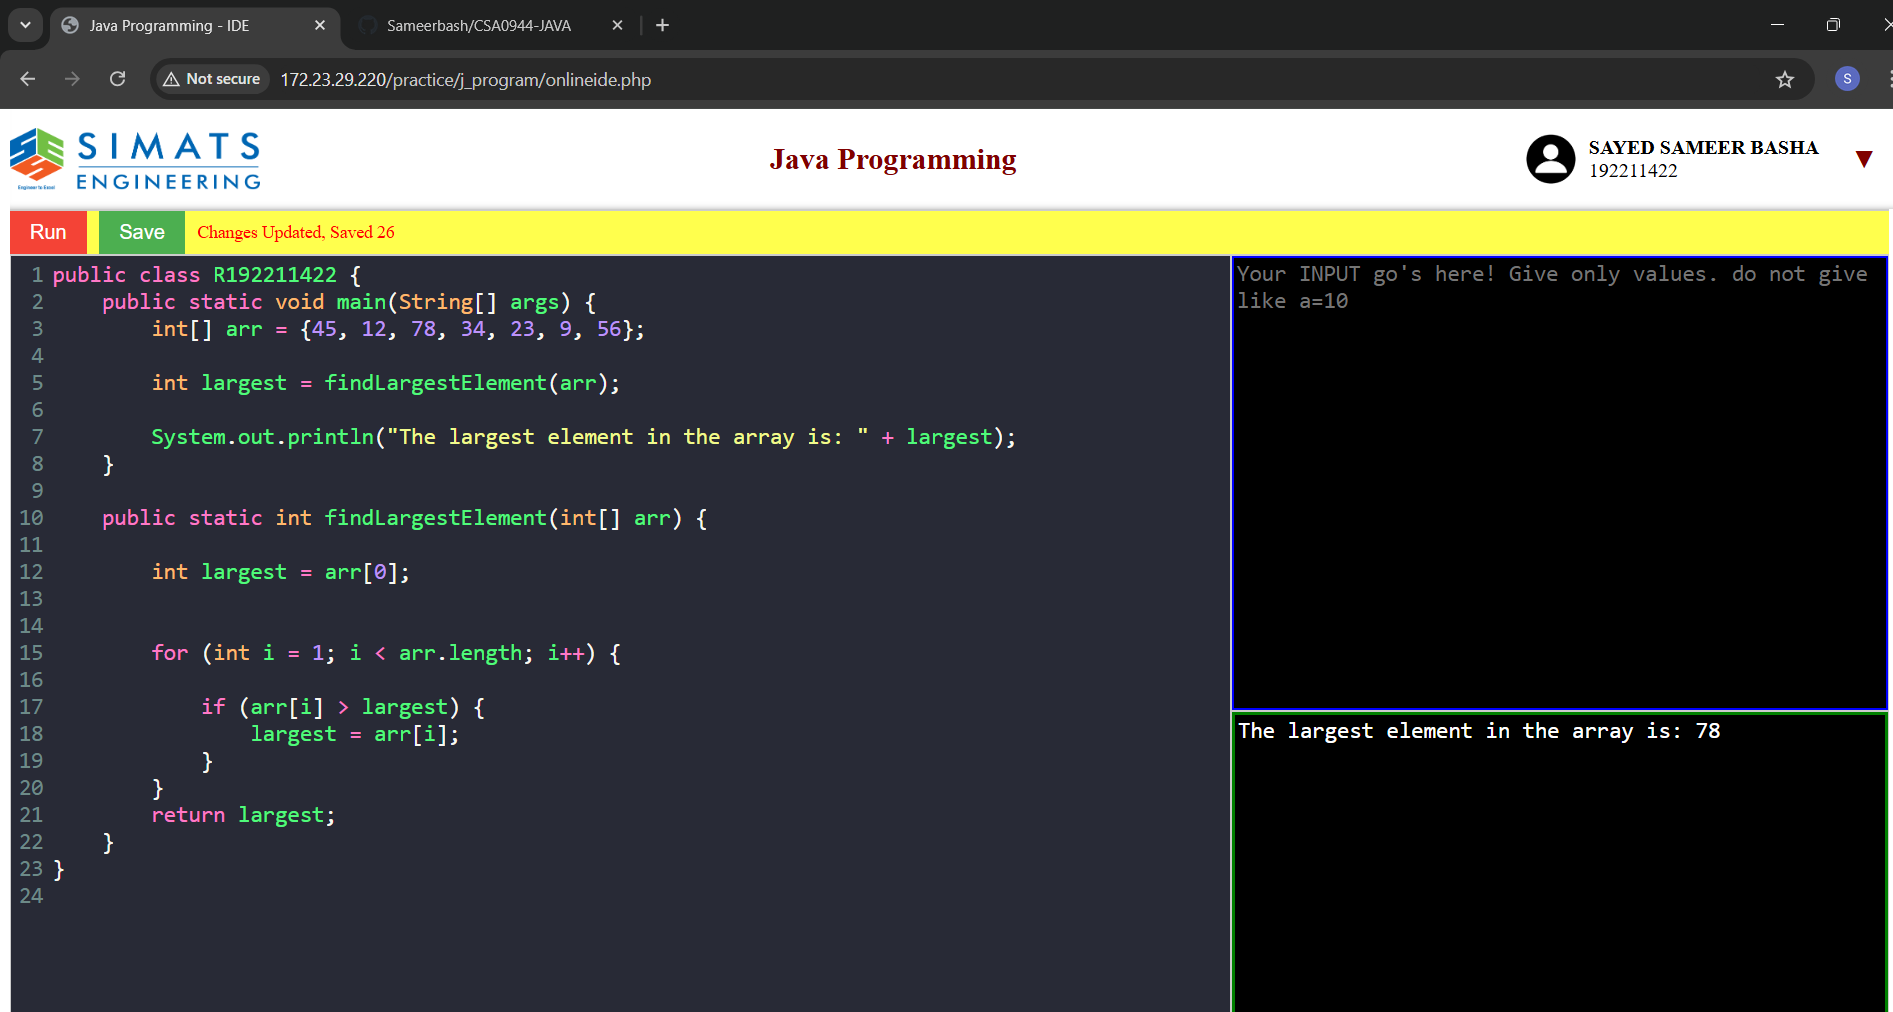 Java Programming - IDE
Sameerbash/CSA0944-JAVA
Not secure
172.23.29.220/practice/j_program/onlineide.php
S
SIMATS
ENGINEERING
Engineer to Excel
Java Programming
SAYED SAMEER BASHA
192211422
Run
Save
Changes Updated, Saved 26
1 public class R192211422 {
2     public static void main(String[] args) {
3         int[] arr = {45, 12, 78, 34, 23, 9, 56};
4
5         int largest = findLargestElement(arr);
6
7         System.out.println("The largest element in the array is: " + largest);
8     }
9
10     public static int findLargestElement(int[] arr) {
11
12         int largest = arr[0];
13
14
15         for (int i = 1; i < arr.length; i++) {
16
17             if (arr[i] > largest) {
18                 largest = arr[i];
19             }
20         }
21         return largest;
22     }
23 }
24
Your INPUT go's here! Give only values. do not give
like a=10
The largest element in the array is: 78